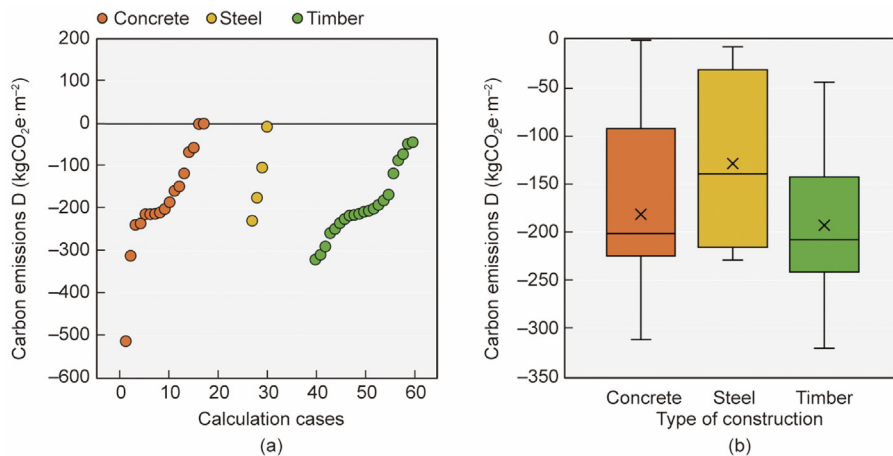 Concrete Steel Timber
Carbon emissions D (kgCO₂e·m⁻²)
200
100
0
–100
–200
–300
–400
–500
–600
0 10 20 30 40 50 60
Calculation cases
(a)
Carbon emissions D (kgCO₂e·m⁻²)
0
–50
–100
–150
–200
–250
–300
–350
Concrete Steel Timber
Type of construction
(b)